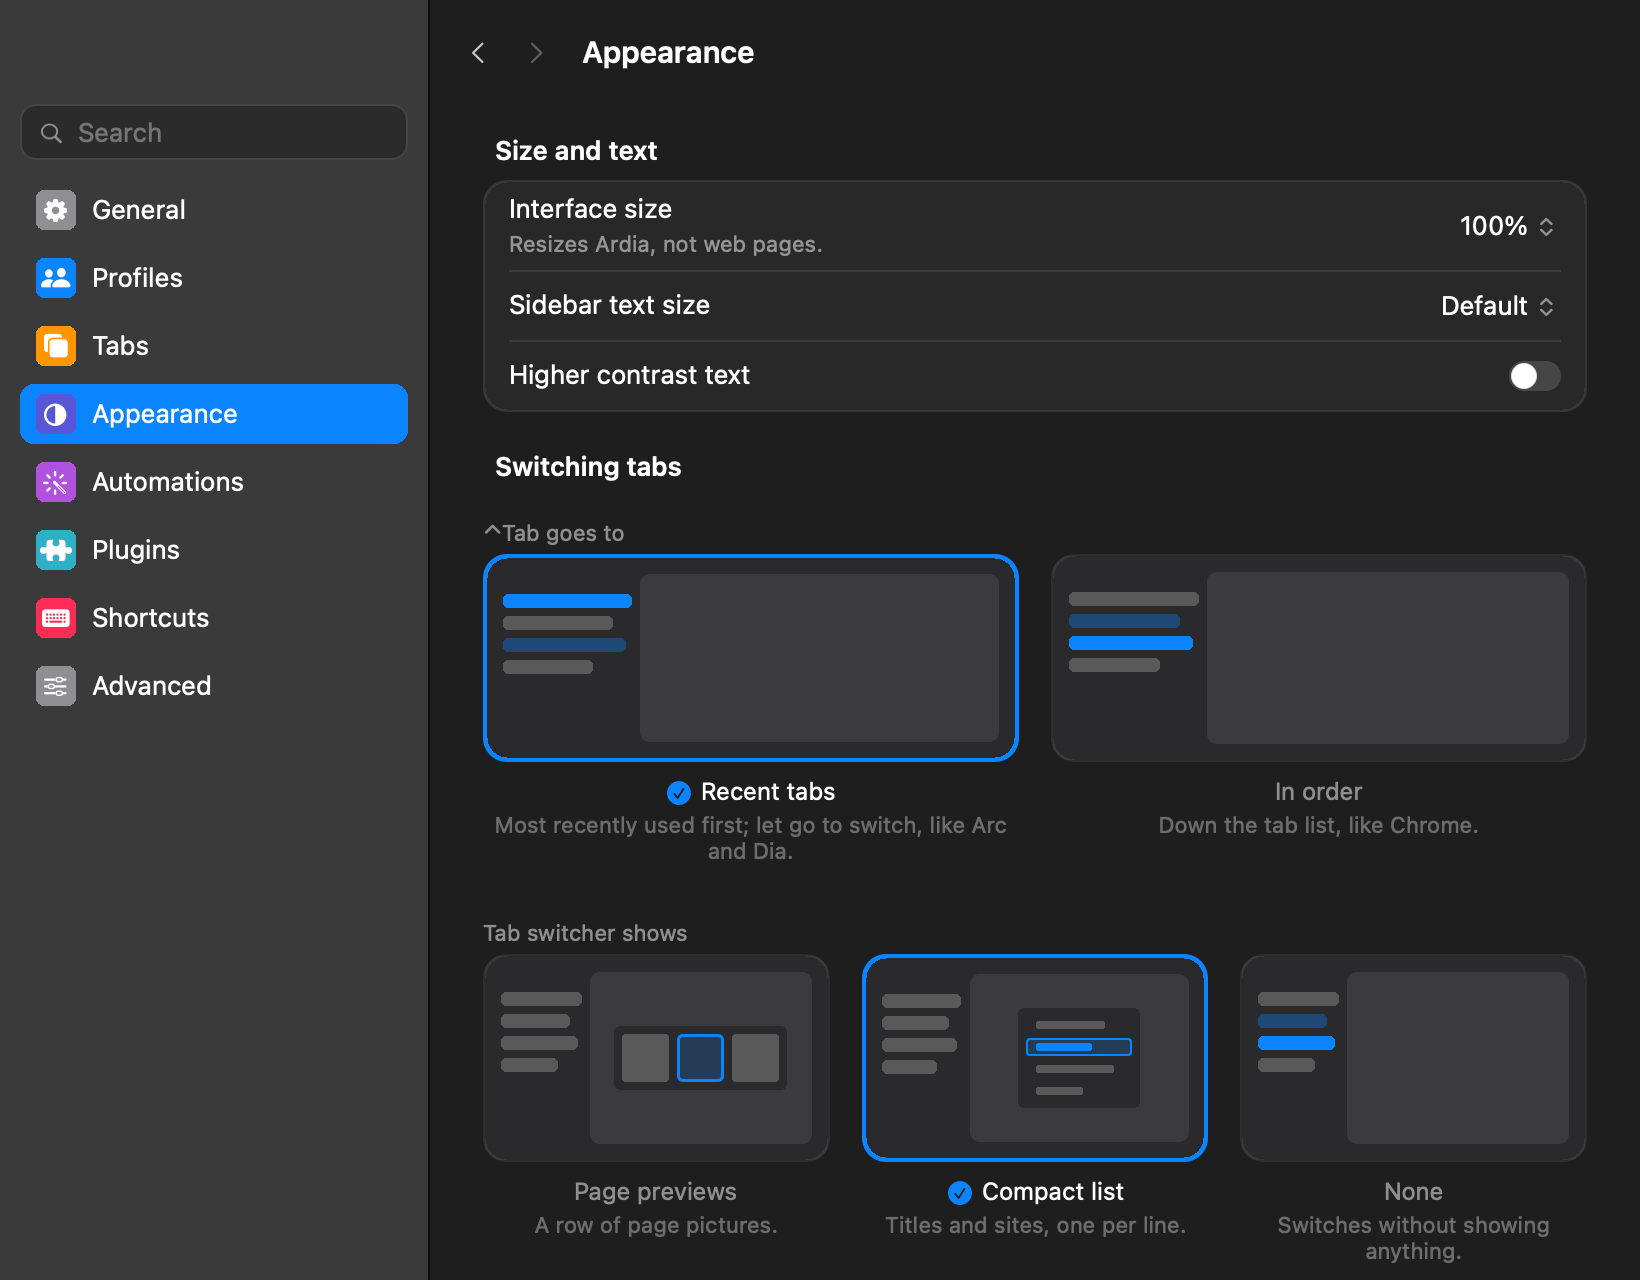 Appearance
Search
General
Profiles
Tabs
Appearance
Automations
Plugins
Shortcuts
Advanced
Size and text
Interface size
Resizes Ardia, not web pages.
100%
Sidebar text size
Default
Higher contrast text
Switching tabs
^Tab goes to
Recent tabs
Most recently used first; let go to switch, like Arc
and Dia.
In order
Down the tab list, like Chrome.
Tab switcher shows
Page previews
A row of page pictures.
Compact list
Titles and sites, one per line.
None
Switches without showing
anything.